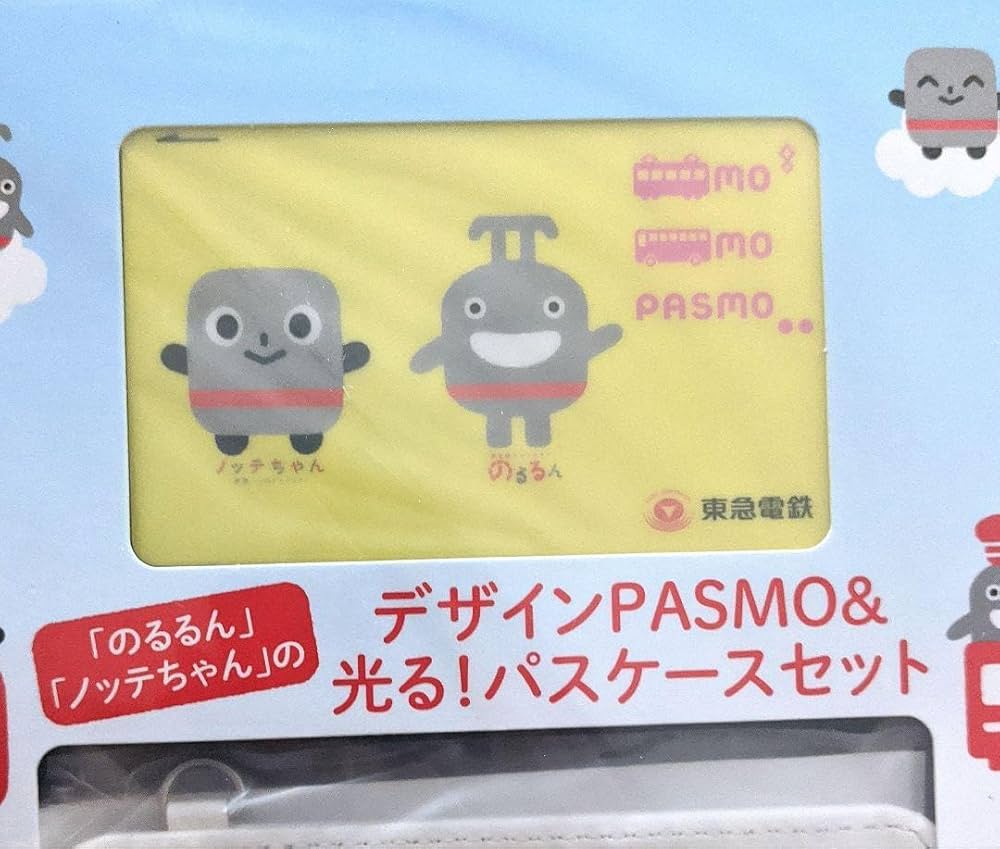 mo
mo
PASMO
ノッテちゃん
のるるん
東急電鉄
「のるるん」
「ノッテちゃん」の
デザインPASMO&
光る!パスケースセット